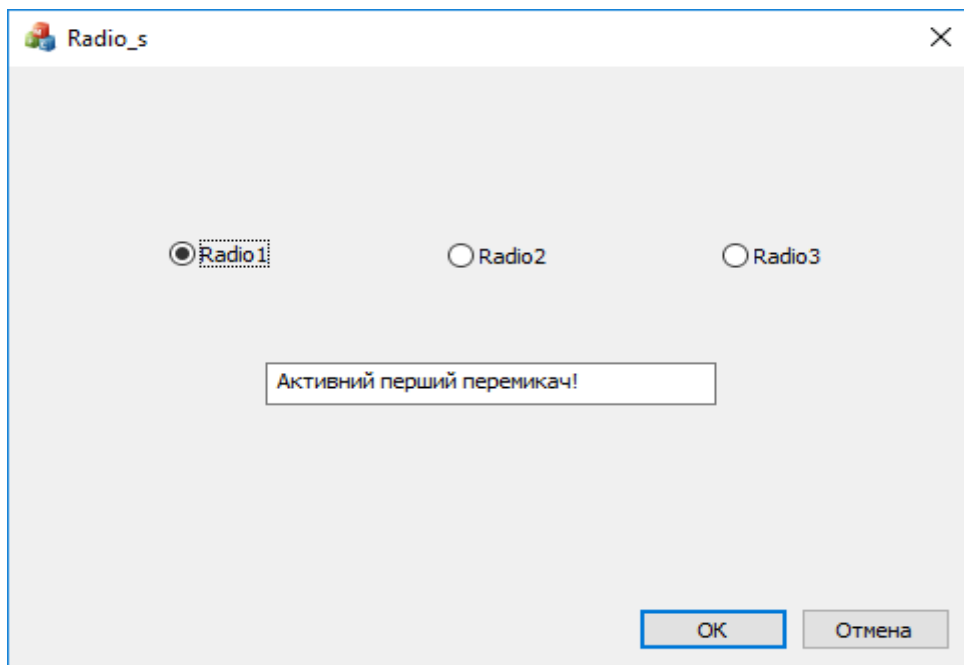 Radio_s
Radio1 Radio2 Radio3
Активний перший перемикач!
OK Отмена